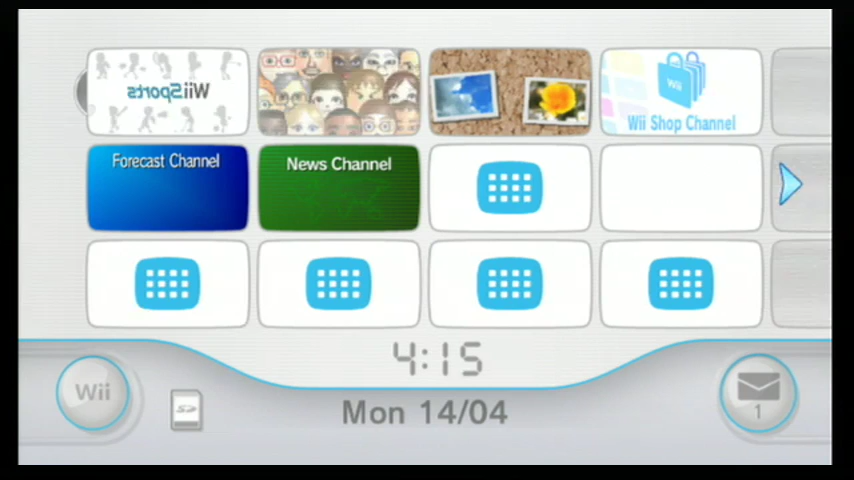 Wii Sports
Wii
Wii Shop Channel
Forecast Channel
News Channel
4:15
Wii
SD
Mon 14/04
1